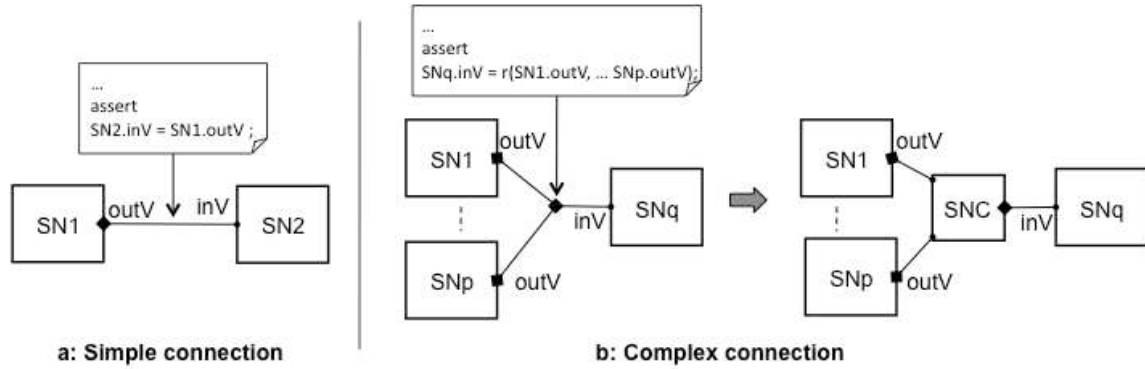 ...
assert
SN2.inV = SN1.outV ;
SN1
outV
inV
SN2
a: Simple connection
...
assert
SNq.inV = r(SN1.outV, ... SNp.outV);
SN1
outV
SNp
outV
inV
SNq
SN1
outV
SNp
outV
SNC
inV
SNq
b: Complex connection